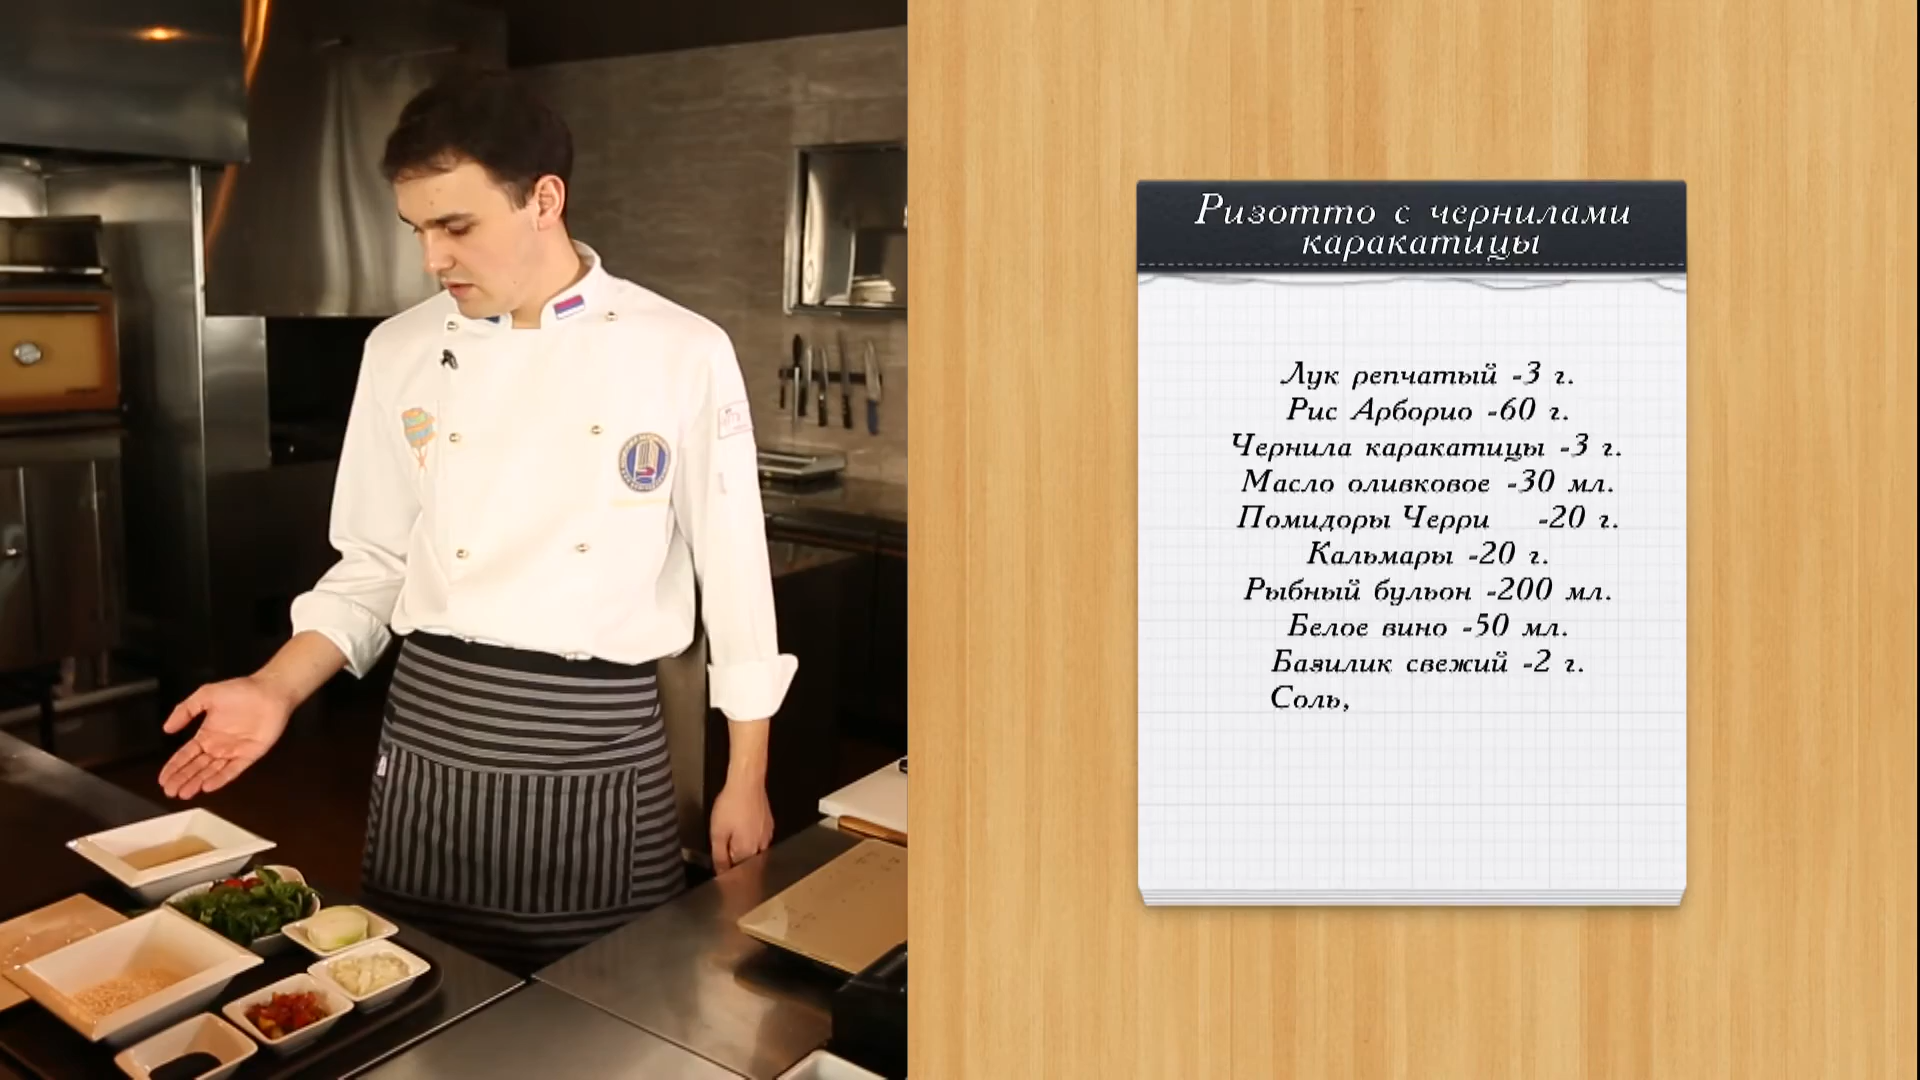 Ризотто с чернилами
каракатицы
Лук репчатый -3 г.
Рис Арборио -60 г.
Чернила каракатицы -3 г.
Масло оливковое -30 мл.
Помидоры Черри -20 г.
Кальмары -20 г.
Рыбный бульон -200 мл.
Белое вино -50 мл.
Базилик свежий -2 г.
Соль,